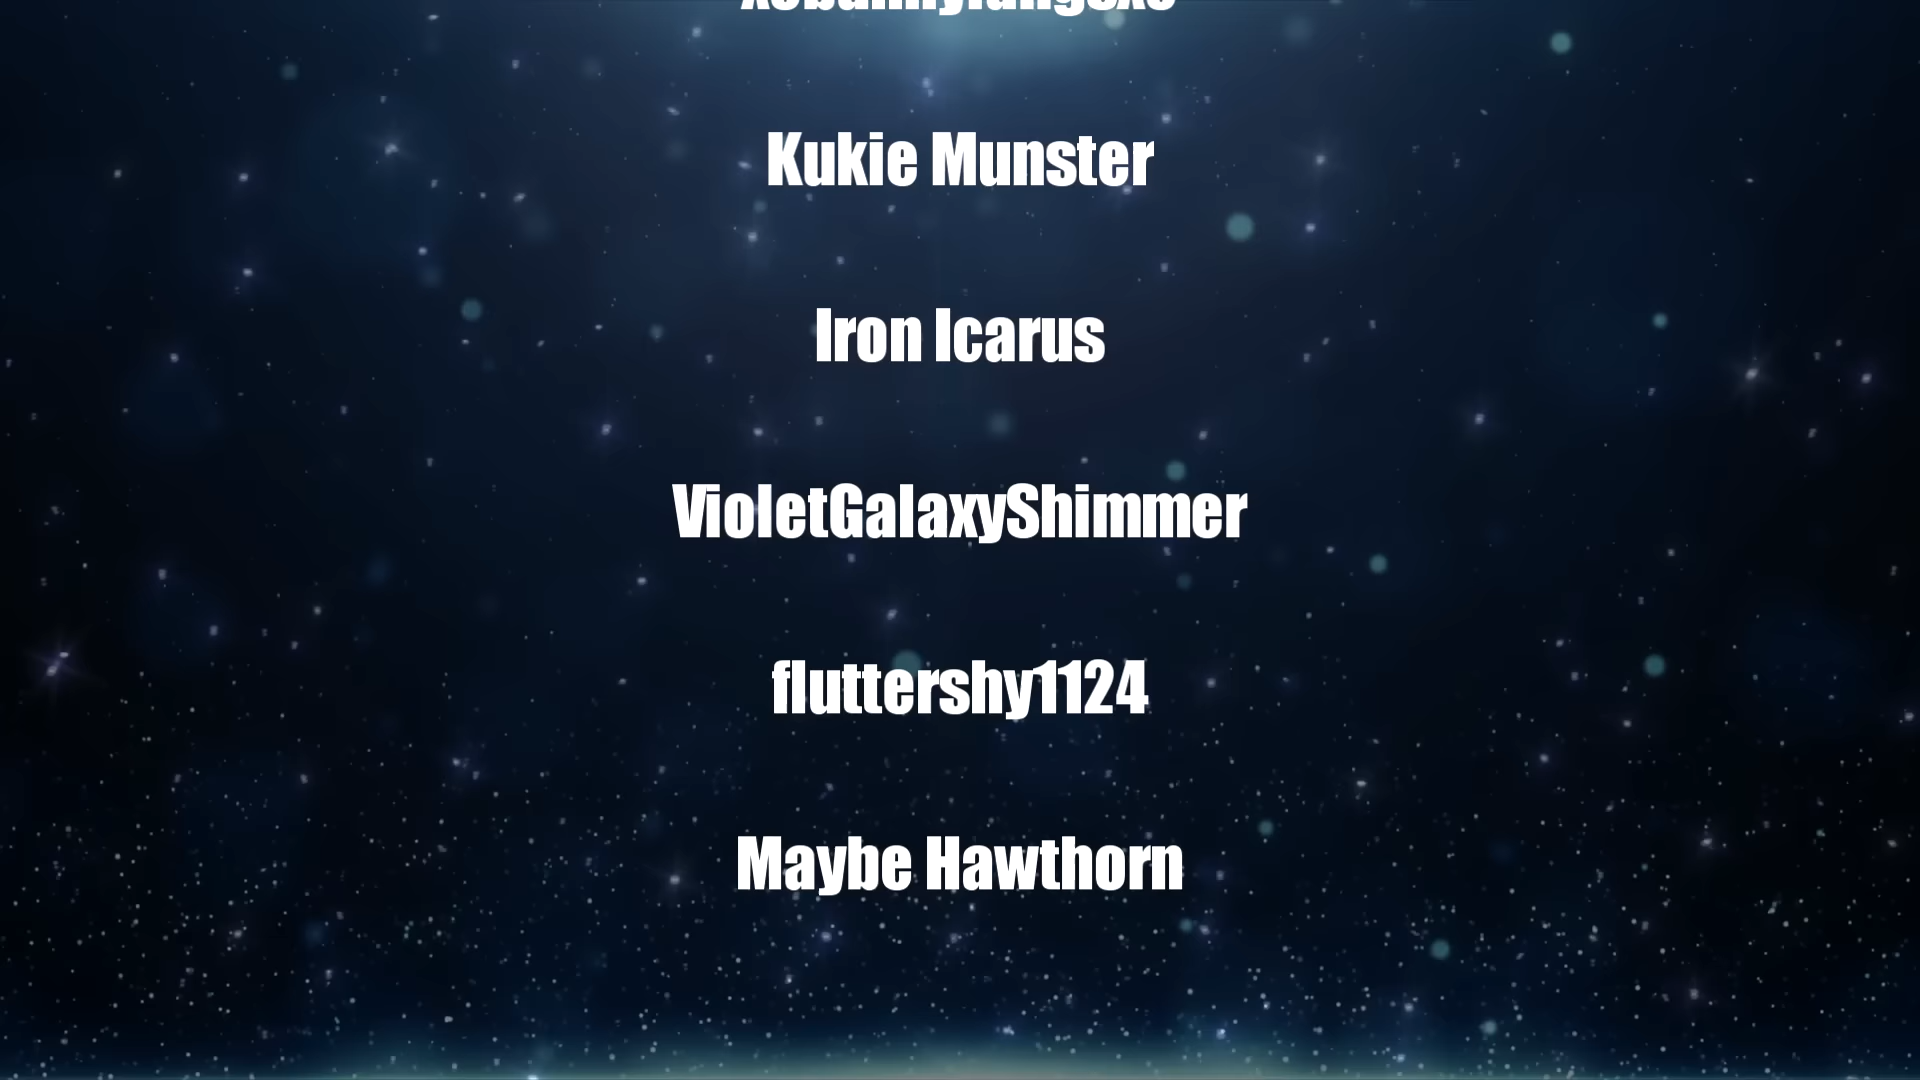 Kukie Munster
Iron Icarus
VioletGalaxyShimmer
fluttershy1124
Maybe Hawthorn